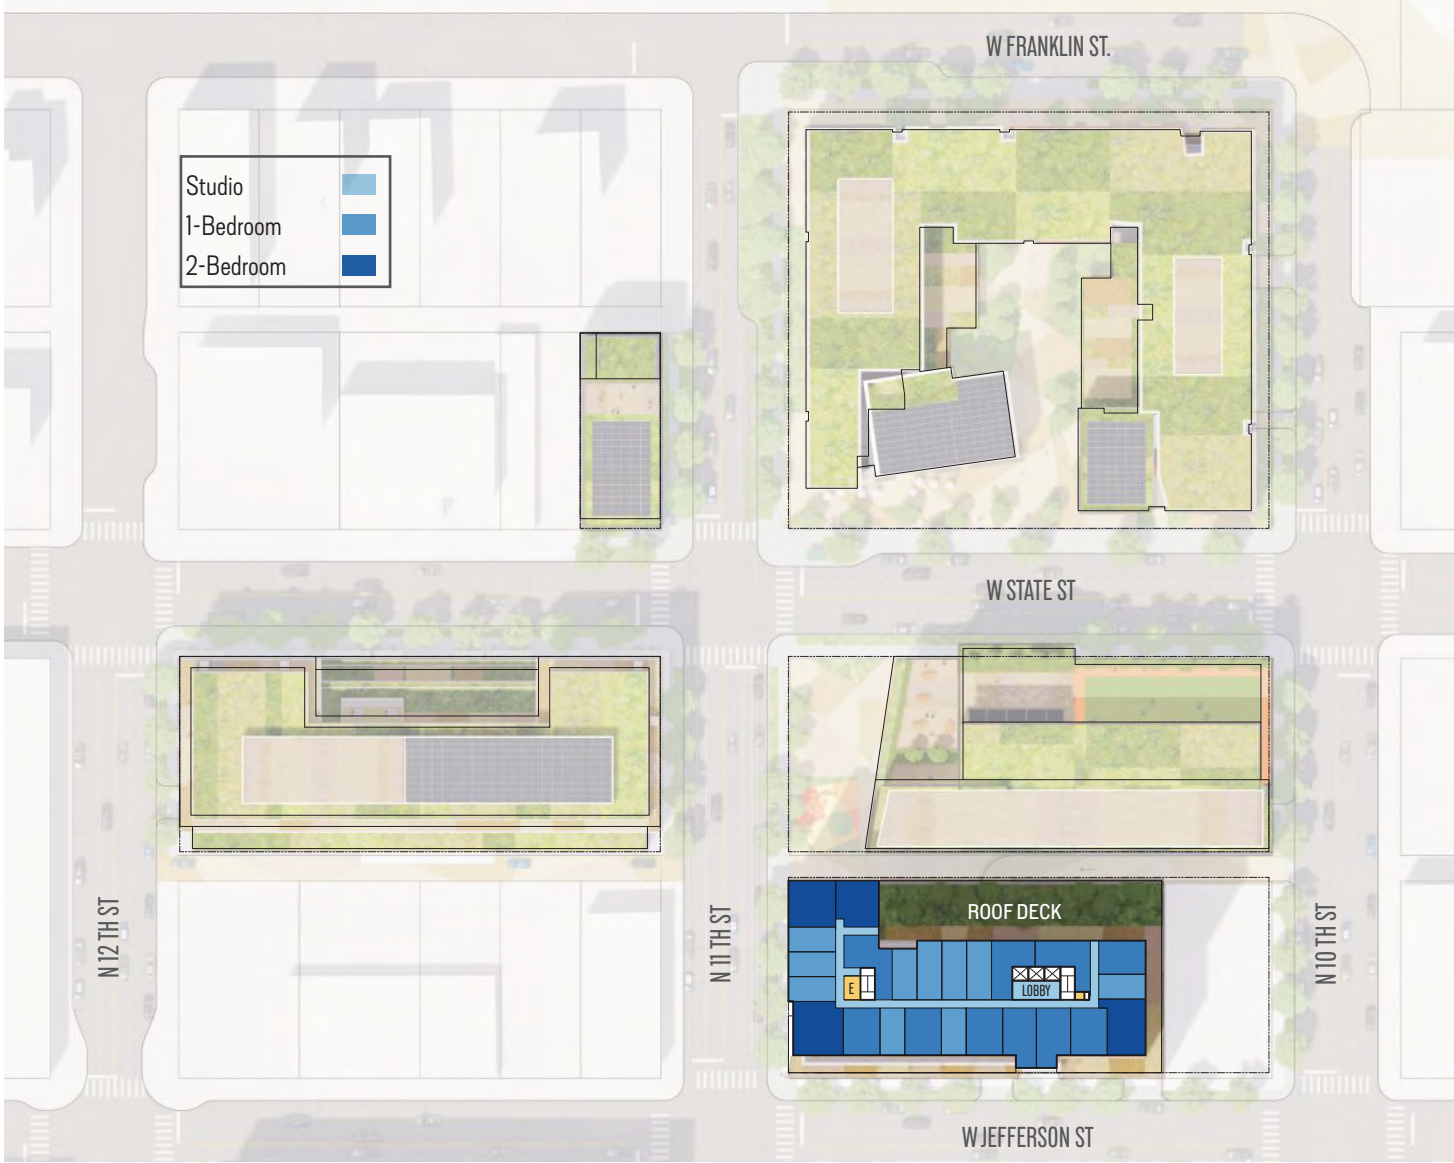 W FRANKLIN ST.
Studio
1-Bedroom
2-Bedroom
W STATE ST
N 12 TH ST
N 11 TH ST
ROOF DECK
E
LOBBY
N 10 TH ST
W JEFFERSON ST